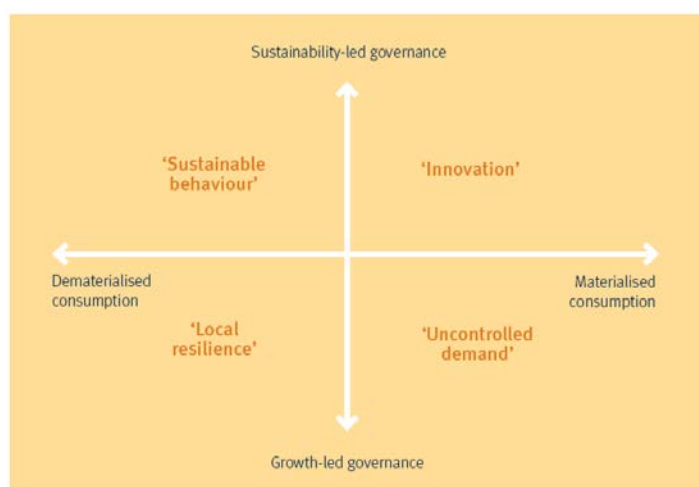 Sustainability-led governance
‘Sustainable
behaviour’
‘Innovation’
Dematerialised
consumption
Materialised
consumption
‘Local
resilience’
‘Uncontrolled
demand’
Growth-led governance